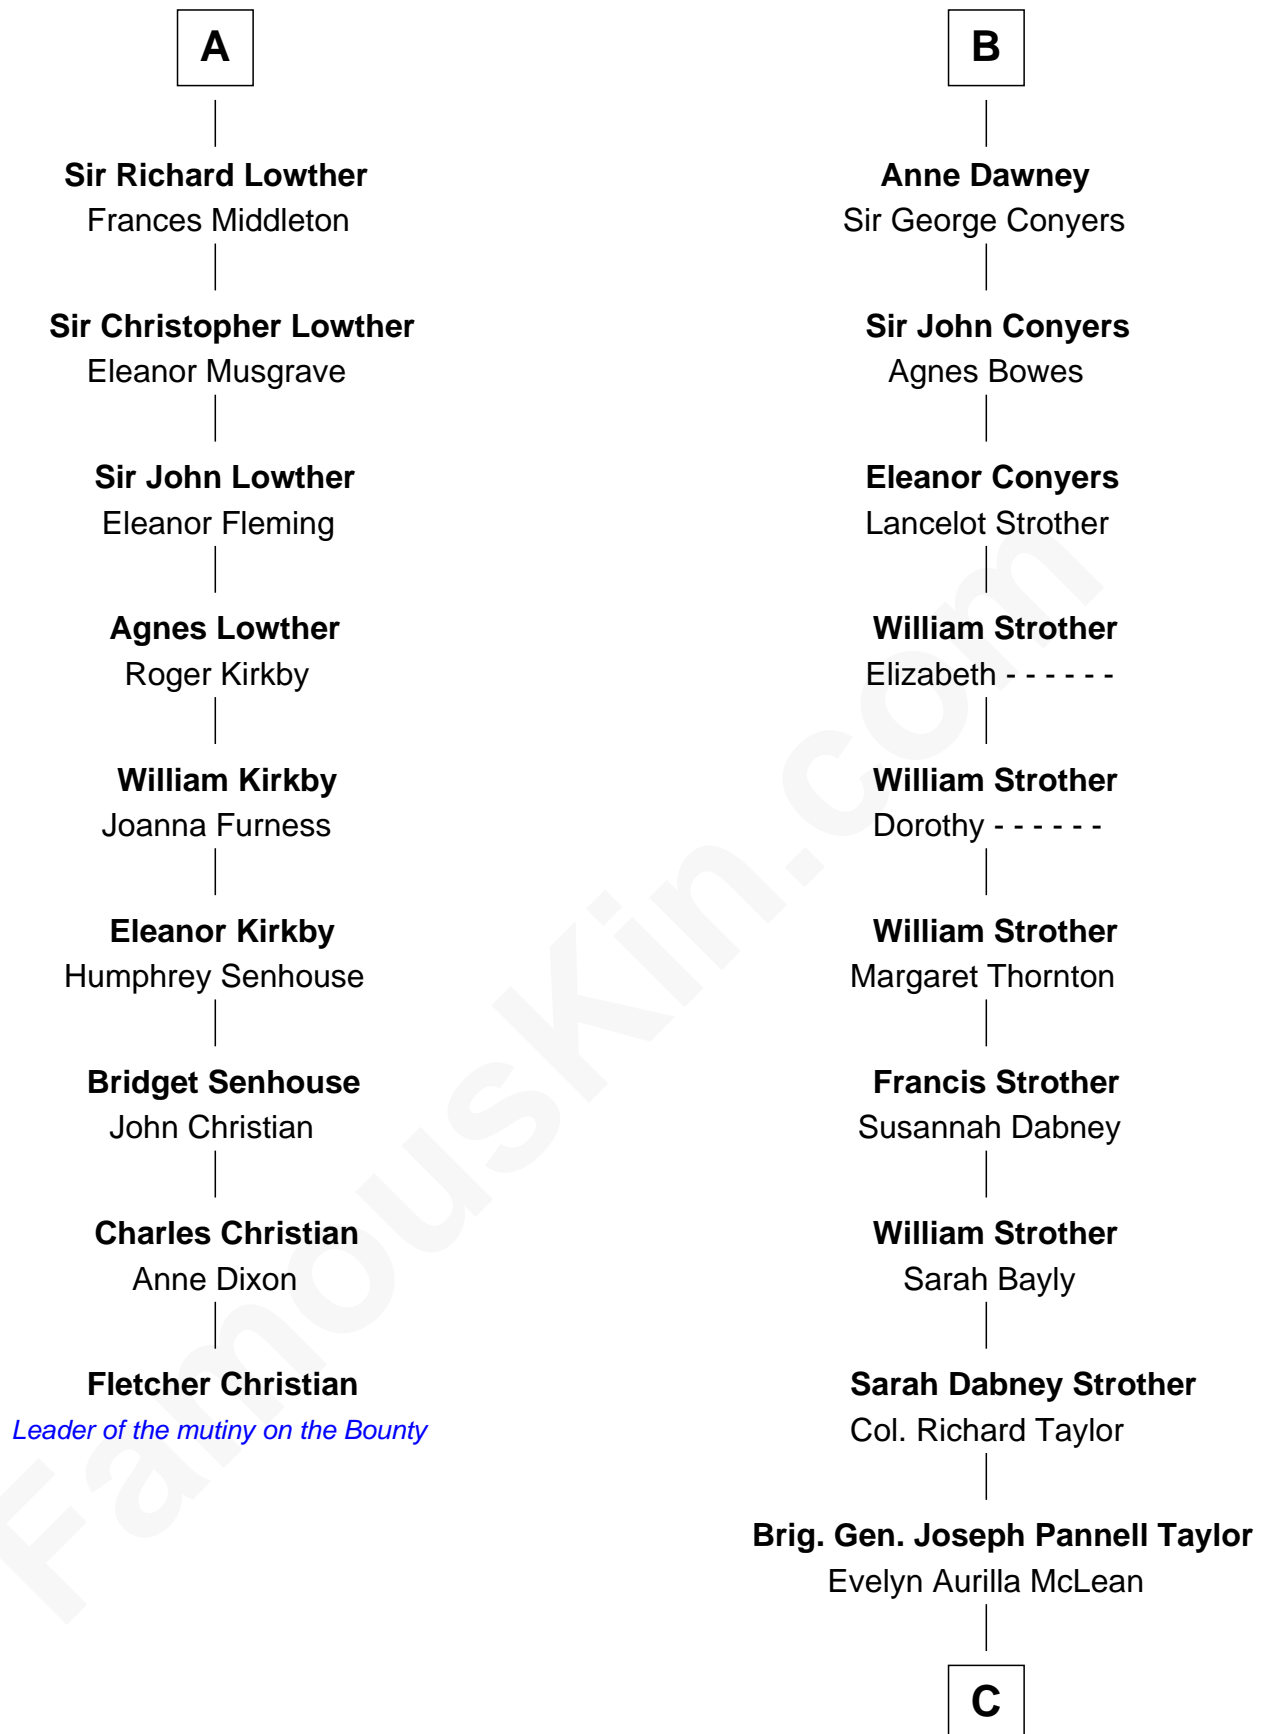 A
Sir Richard Lowther
Frances Middleton
Sir Christopher Lowther
Eleanor Musgrave
Sir John Lowther
Eleanor Fleming
Agnes Lowther
Roger Kirkby
William Kirkby
Joanna Furness
Eleanor Kirkby
Humphrey Senhouse
Bridget Senhouse
John Christian
Charles Christian
Anne Dixon
Fletcher Christian
Leader of the mutiny on the Bounty
B
Anne Dawney
Sir George Conyers
Sir John Conyers
Agnes Bowes
Eleanor Conyers
Lancelot Strother
William Strother
Elizabeth - - - - - -
William Strother
Dorothy - - - - - -
William Strother
Margaret Thornton
Francis Strother
Susannah Dabney
William Strother
Sarah Bayly
Sarah Dabney Strother
Col. Richard Taylor
Brig. Gen. Joseph Pannell Taylor
Evelyn Aurilla McLean
C
FamousKin.com